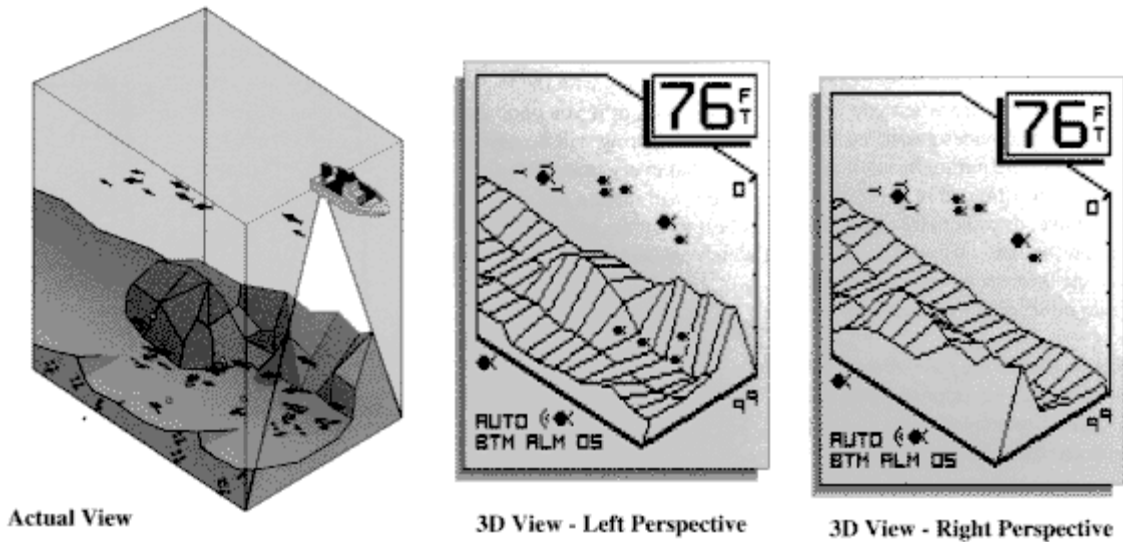 76 FT
0
99
AUTO
BTM ALM 05
76 FT
0
99
AUTO
BTM ALM 05
Actual View
3D View - Left Perspective
3D View - Right Perspective